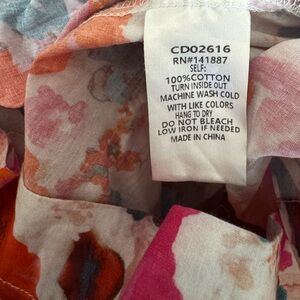 CD02616
RN#141887
SELF:
100%COTTON
TURN INSIDE OUT
MACHINE WASH COLD
WITH LIKE COLORS
HANG TO DRY
DO NOT BLEACH
LOW IRON IF NEEDED
MADE IN CHINA